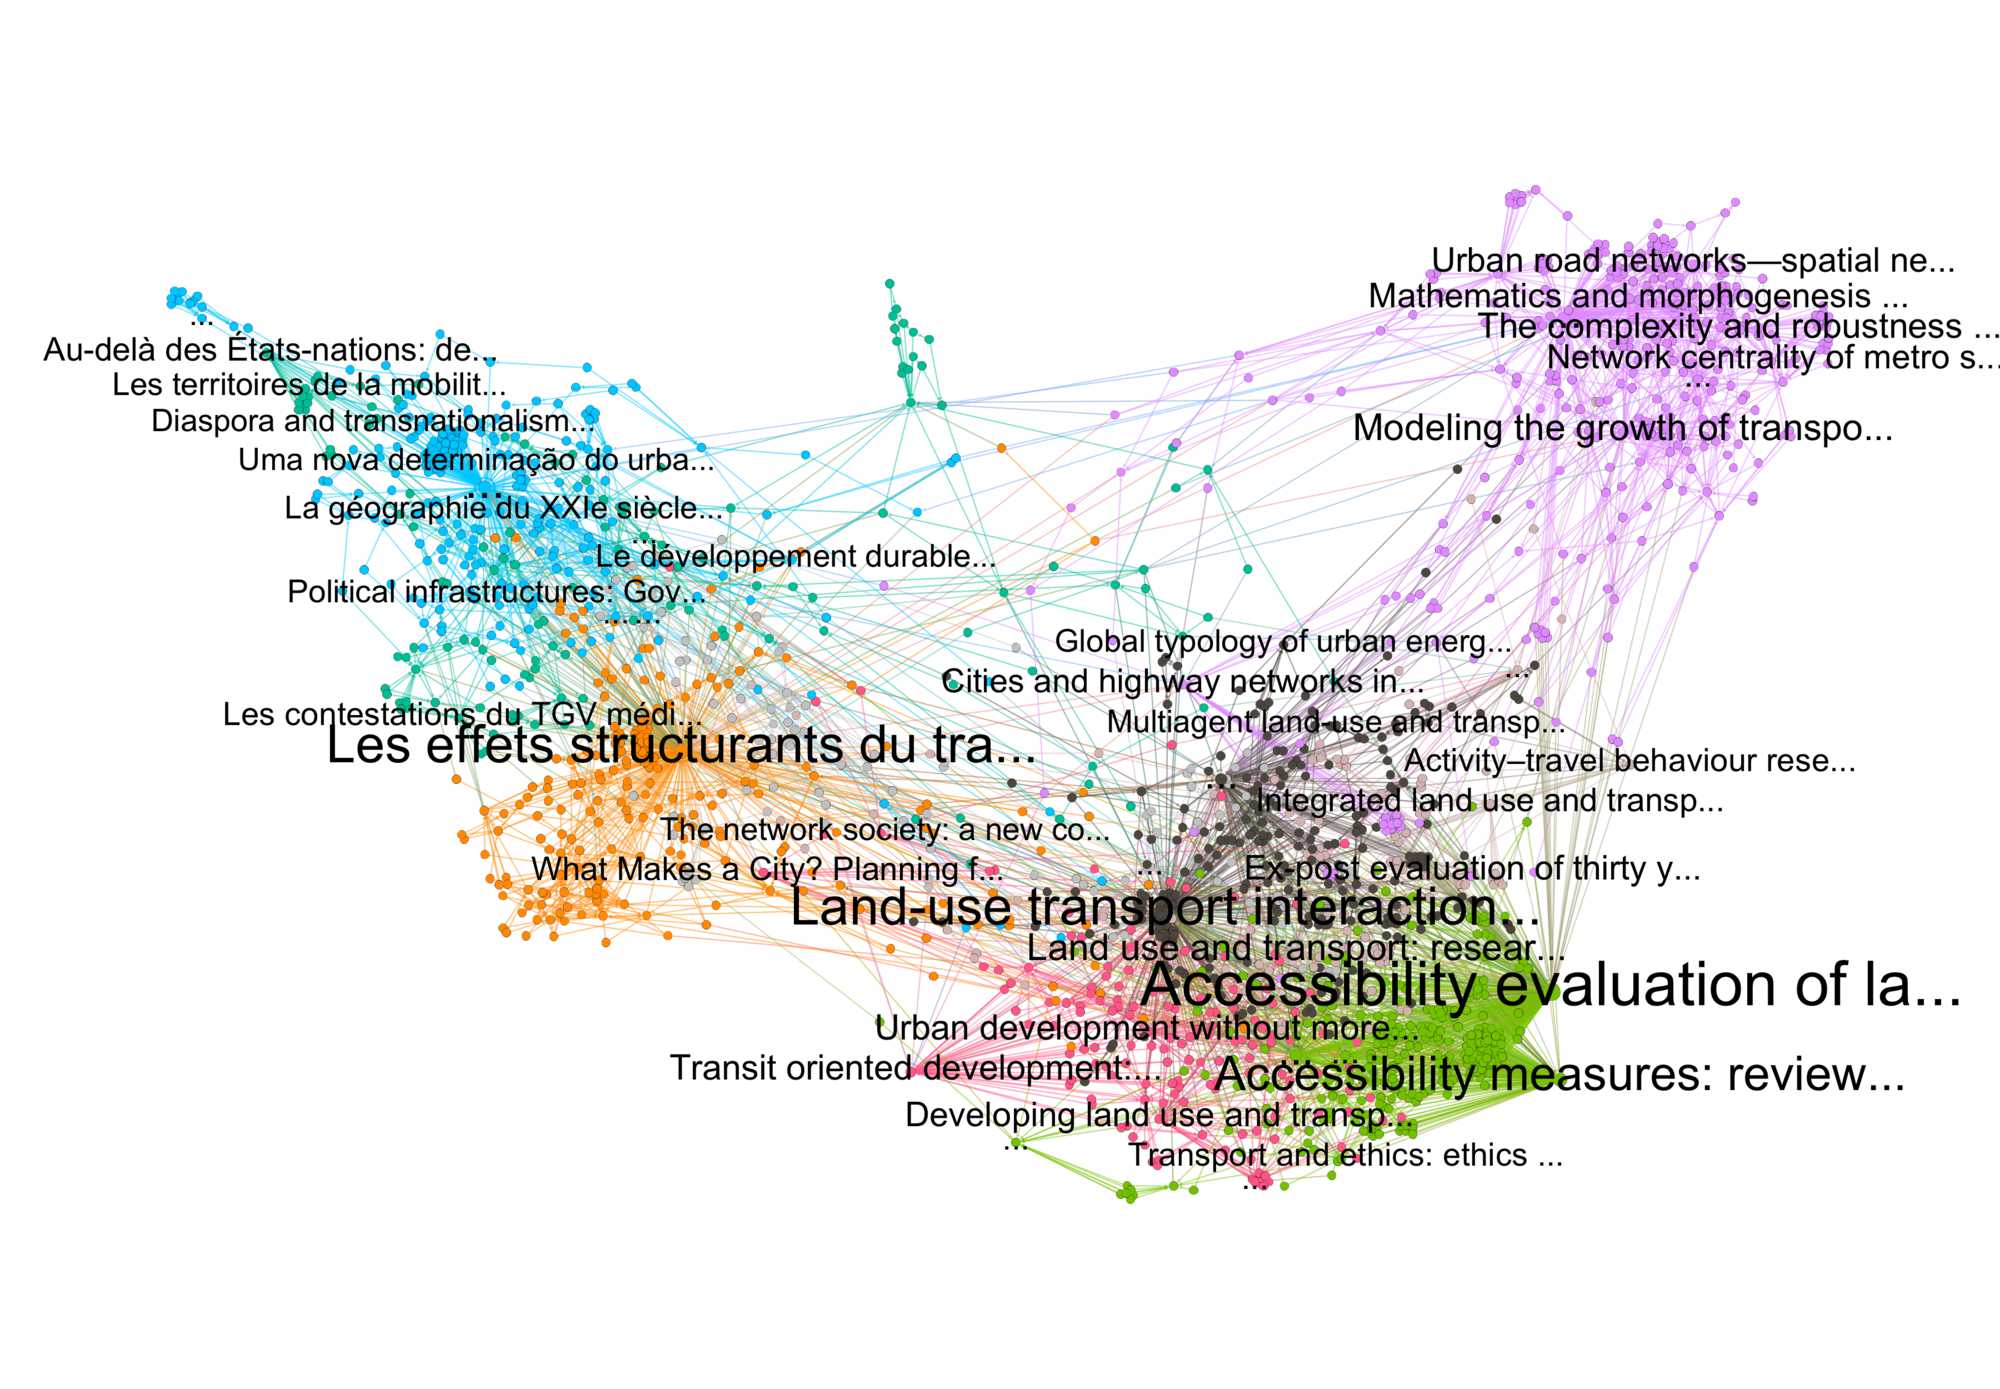 Urban road networks—spatial ne...
Mathematics and morphogenesis ...
...
The complexity and robustness ...
Au-delà des États-nations: de...
Network centrality of metro s...
...
Les territoires de la mobilit...
Diaspora and transnationalism...
Modeling the growth of transpo...
Uma nova determinação do urba...
...
La géographie du XXIe siècle...
...
Le développement durable...
Political infrastructures: Gov...
... ...
Global typology of urban energ...
...
Cities and highway networks in...
Les contestations du TGV médi...
Multiagent land-use and transp...
Les effets structurants du tra...
Activity–travel behaviour rese...
...
Integrated land use and transp...
The network society: a new co...
What Makes a City? Planning f...
...
Ex-post evaluation of thirty y...
Land-use transport interaction...
Land use and transport: resear...
Accessibility evaluation of la...
Urban development without more...
Transit oriented development:...
... ...
Accessibility measures: review...
Developing land use and transp...
...
Transport and ethics: ethics ...
...